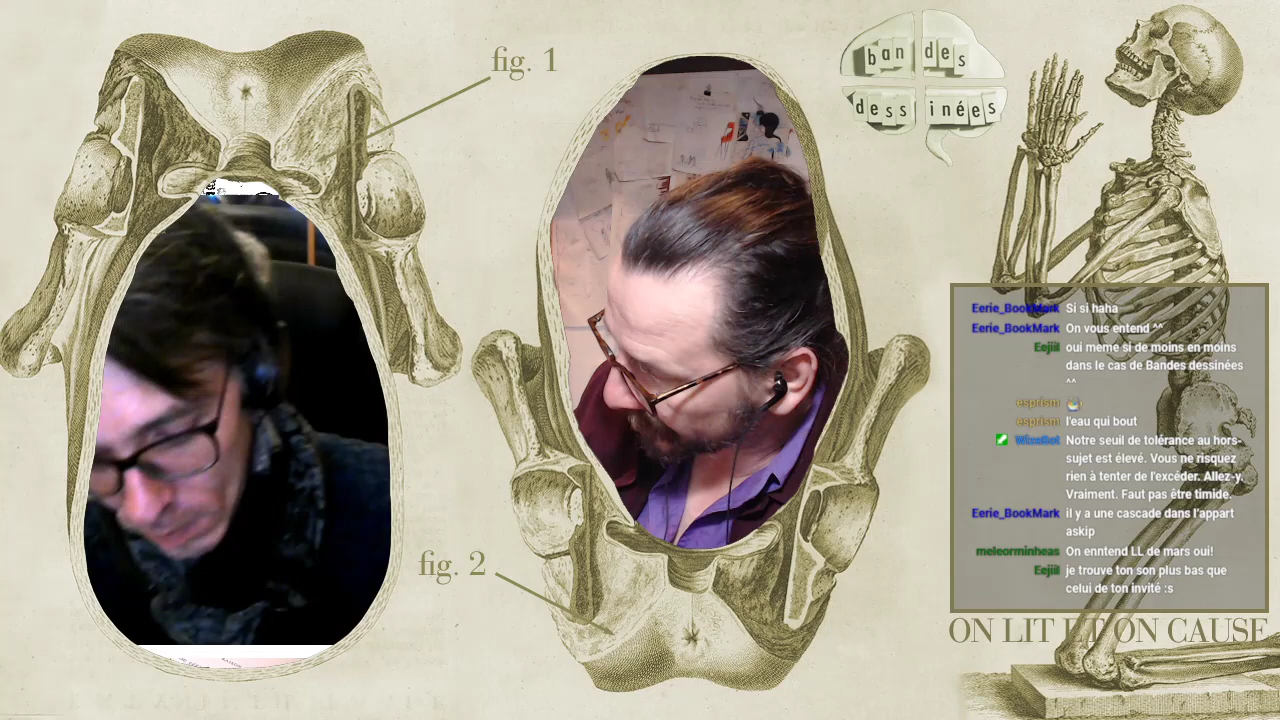 fig. 1
ban des
dess inées
Eerie_BookMark Si si haha
Eerie_BookMark On vous entend ^^
Eejiil oui meme si de moins en moins
dans le cas de Bandes dessinées
^^
esprism
esprism l'eau qui bout
Wizebot Notre seuil de tolérance au hors-
sujet est élevé. Vous ne risquez
rien à tenter de l'excéder. Allez-y.
Vraiment. Faut pas être timide.
Eerie_BookMark il y a une cascade dans l'appart
askip
meleorminheas On enntend LL de mars oui!
Eejiil je trouve ton son plus bas que
celui de ton invité :s
fig. 2
ON LIT ET ON CAUSE